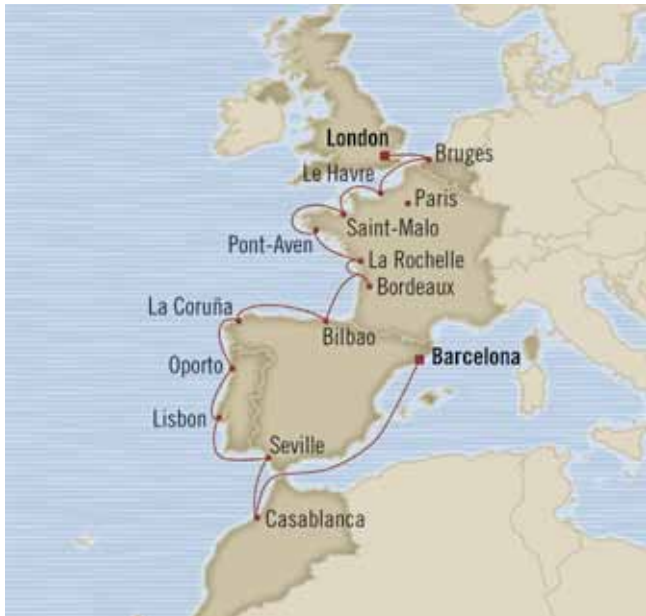 London
Bruges
Le Havre
Paris
Saint-Malo
Pont-Aven
La Rochelle
Bordeaux
La Coruña
Bilbao
Barcelona
Oporto
Lisbon
Seville
Casablanca